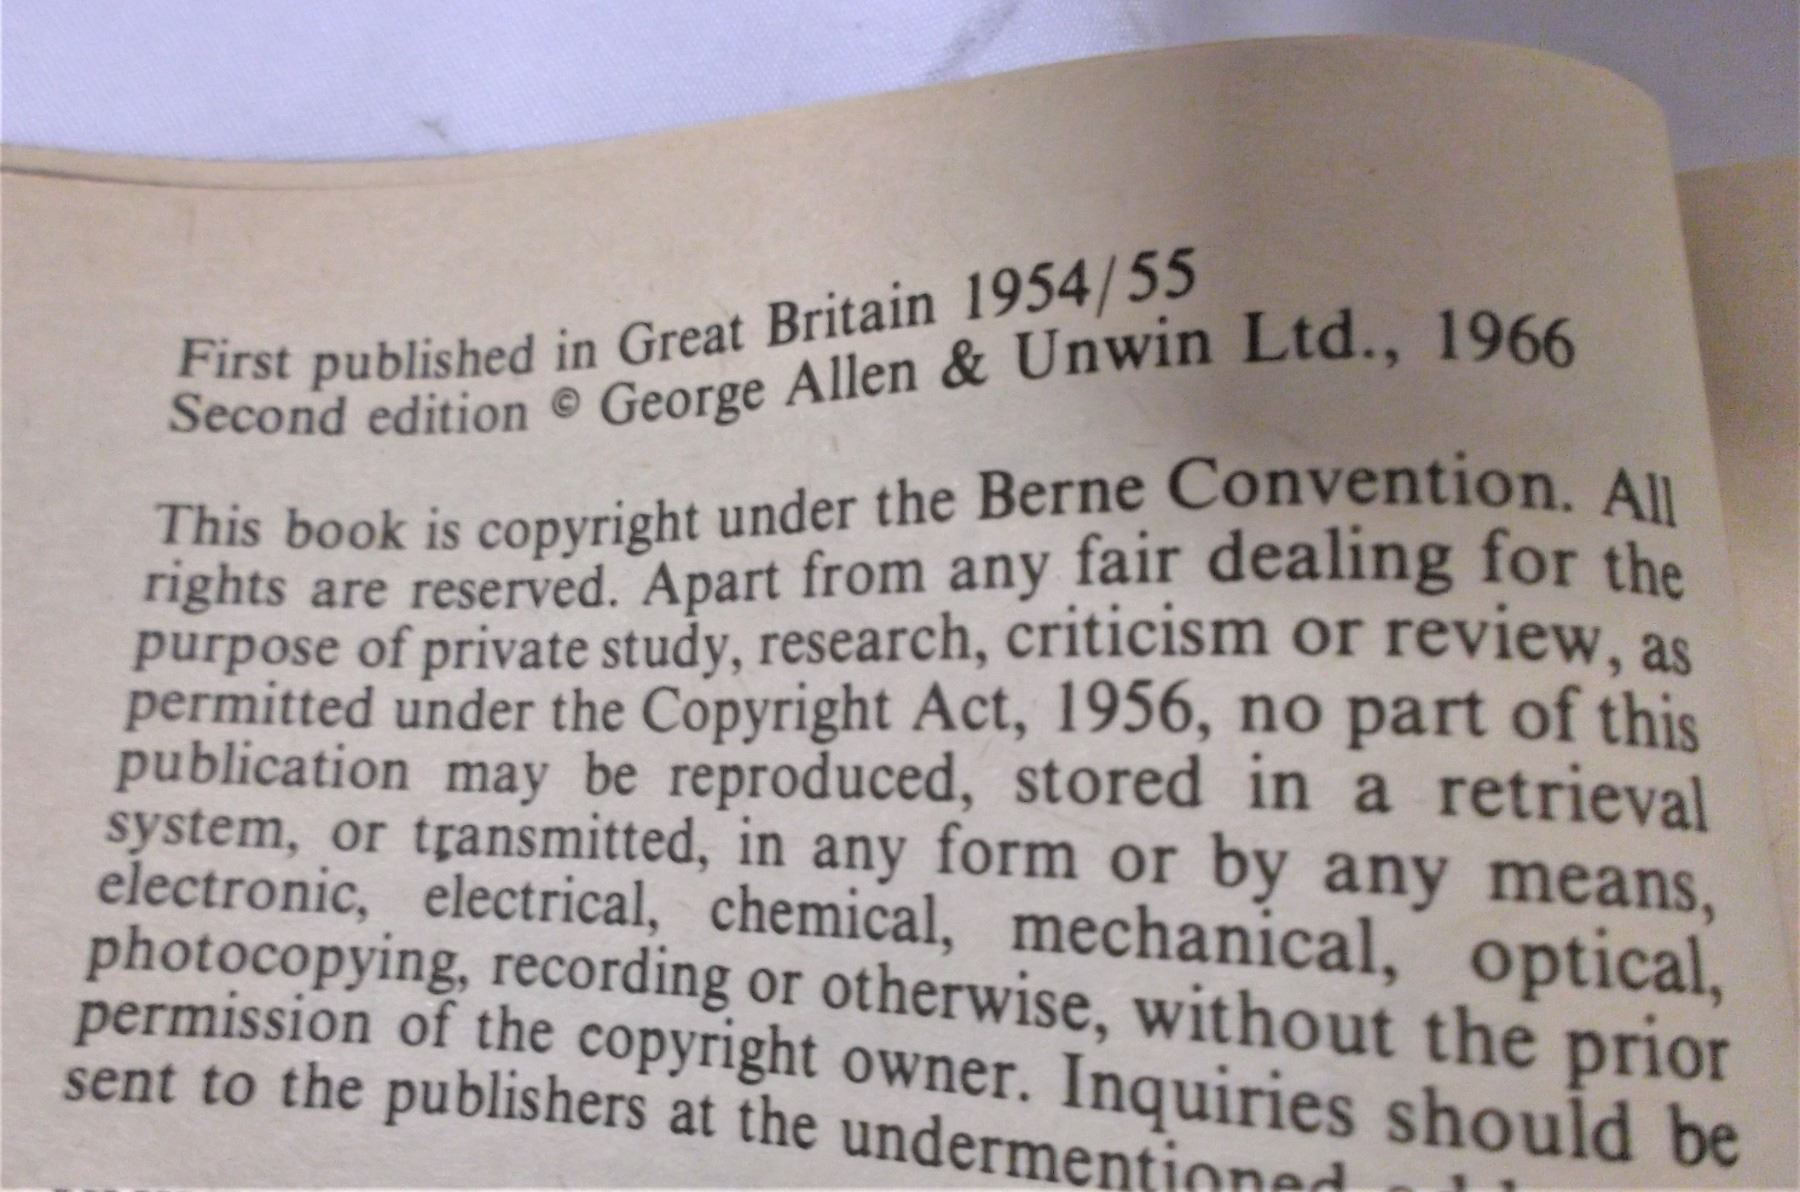 First published in Great Britain 1954/55
Second edition © George Allen & Unwin Ltd., 1966
This book is copyright under the Berne Convention. All
rights are reserved. Apart from any fair dealing for the
purpose of private study, research, criticism or review, as
permitted under the Copyright Act, 1956, no part of this
publication may be reproduced, stored in a retrieval
system, or transmitted, in any form or by any means,
electronic, electrical, chemical, mechanical, optical,
photocopying, recording or otherwise, without the prior
permission of the copyright owner. Inquiries should be
sent to the publishers at the undermentioned